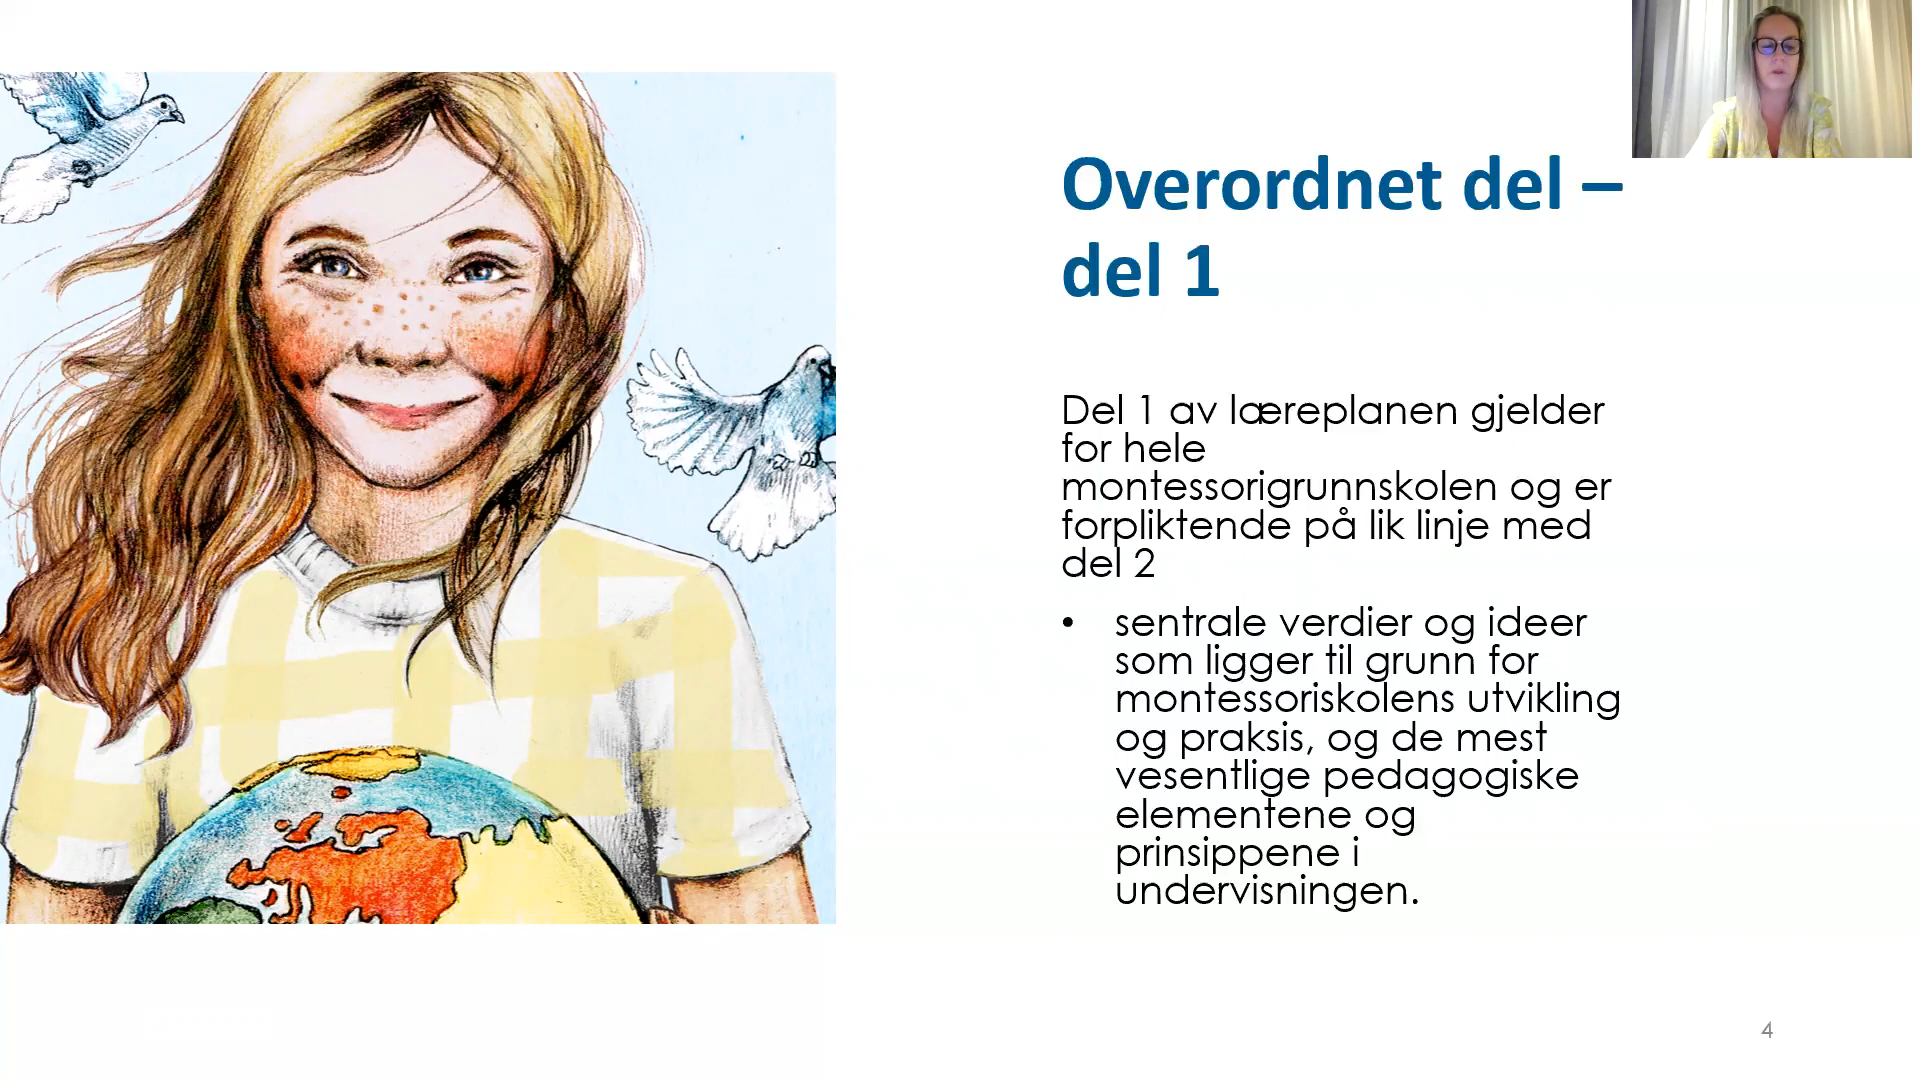 Overordnet del –
del 1
Del 1 av læreplanen gjelder
for hele
montessorigrunnskolen og er
forpliktende på lik linje med
del 2
• sentrale verdier og ideer
som ligger til grunn for
montessoriskolens utvikling
og praksis, og de mest
vesentlige pedagogiske
elementene og
prinsippene i
undervisningen.
4